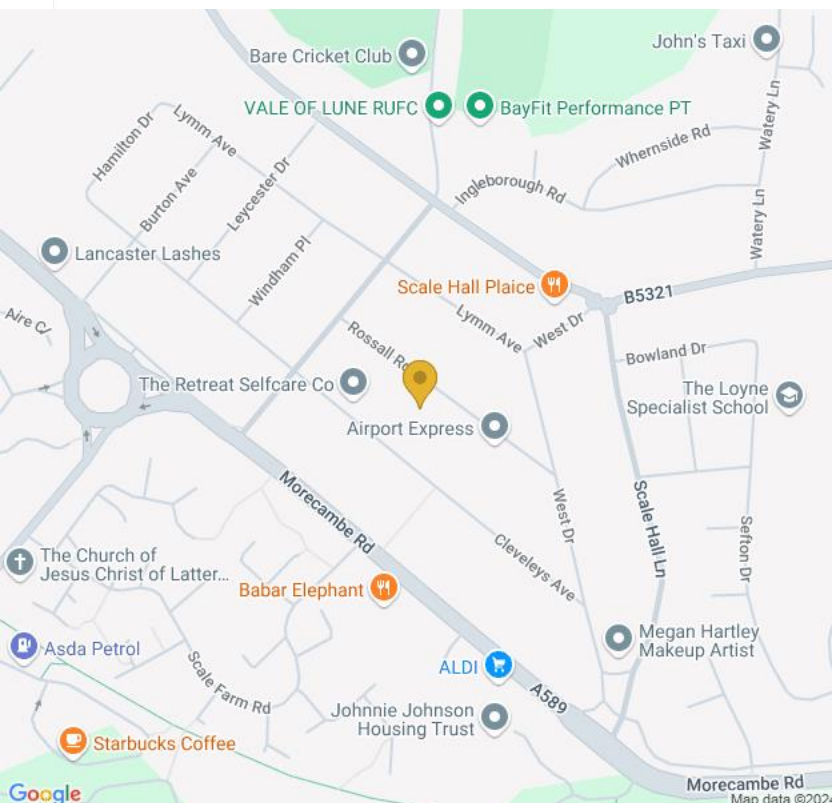 Bare Cricket Club
John's Taxi
VALE OF LUNE RUFC
BayFit Performance PT
Hamilton Dr
Lymm Ave
Burton Ave
Leycester Dr
Windham Pl
Whernside Rd
Ingleborough Rd
Watery Ln
Watery Ln
Lancaster Lashes
Scale Hall Plaice
B5321
Lymm Ave
West Dr
Rossall R
Aire C
Bowland Dr
The Retreat Selfcare Co
The Loyne
Specialist School
Airport Express
Morecambe Rd
West Dr
Scale Hall Ln
Sefton Dr
Cleveleys Ave
The Church of
Jesus Christ of Latter...
Babar Elephant
Asda Petrol
Megan Hartley
Makeup Artist
ALDI
Scale Farm Rd
A589
Johnnie Johnson
Housing Trust
Starbucks Coffee
Morecambe Rd
Google
Map data ©2024